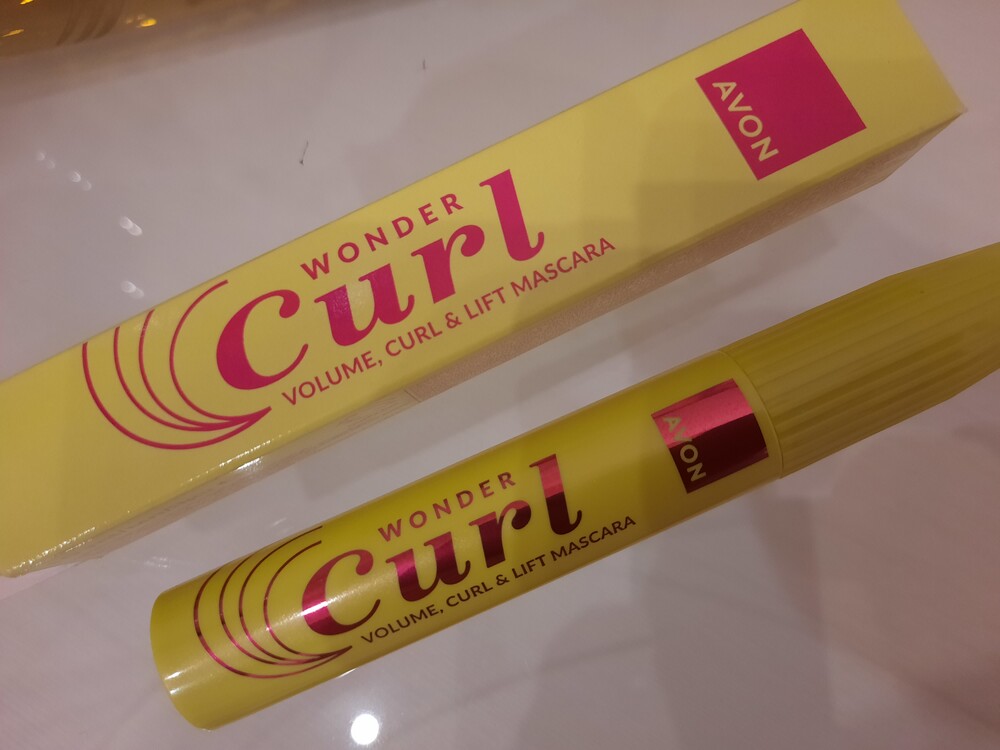 AVON
WONDER
Curl
VOLUME, CURL & LIFT MASCARA
AVON
WONDER
Curl
VOLUME, CURL & LIFT MASCARA